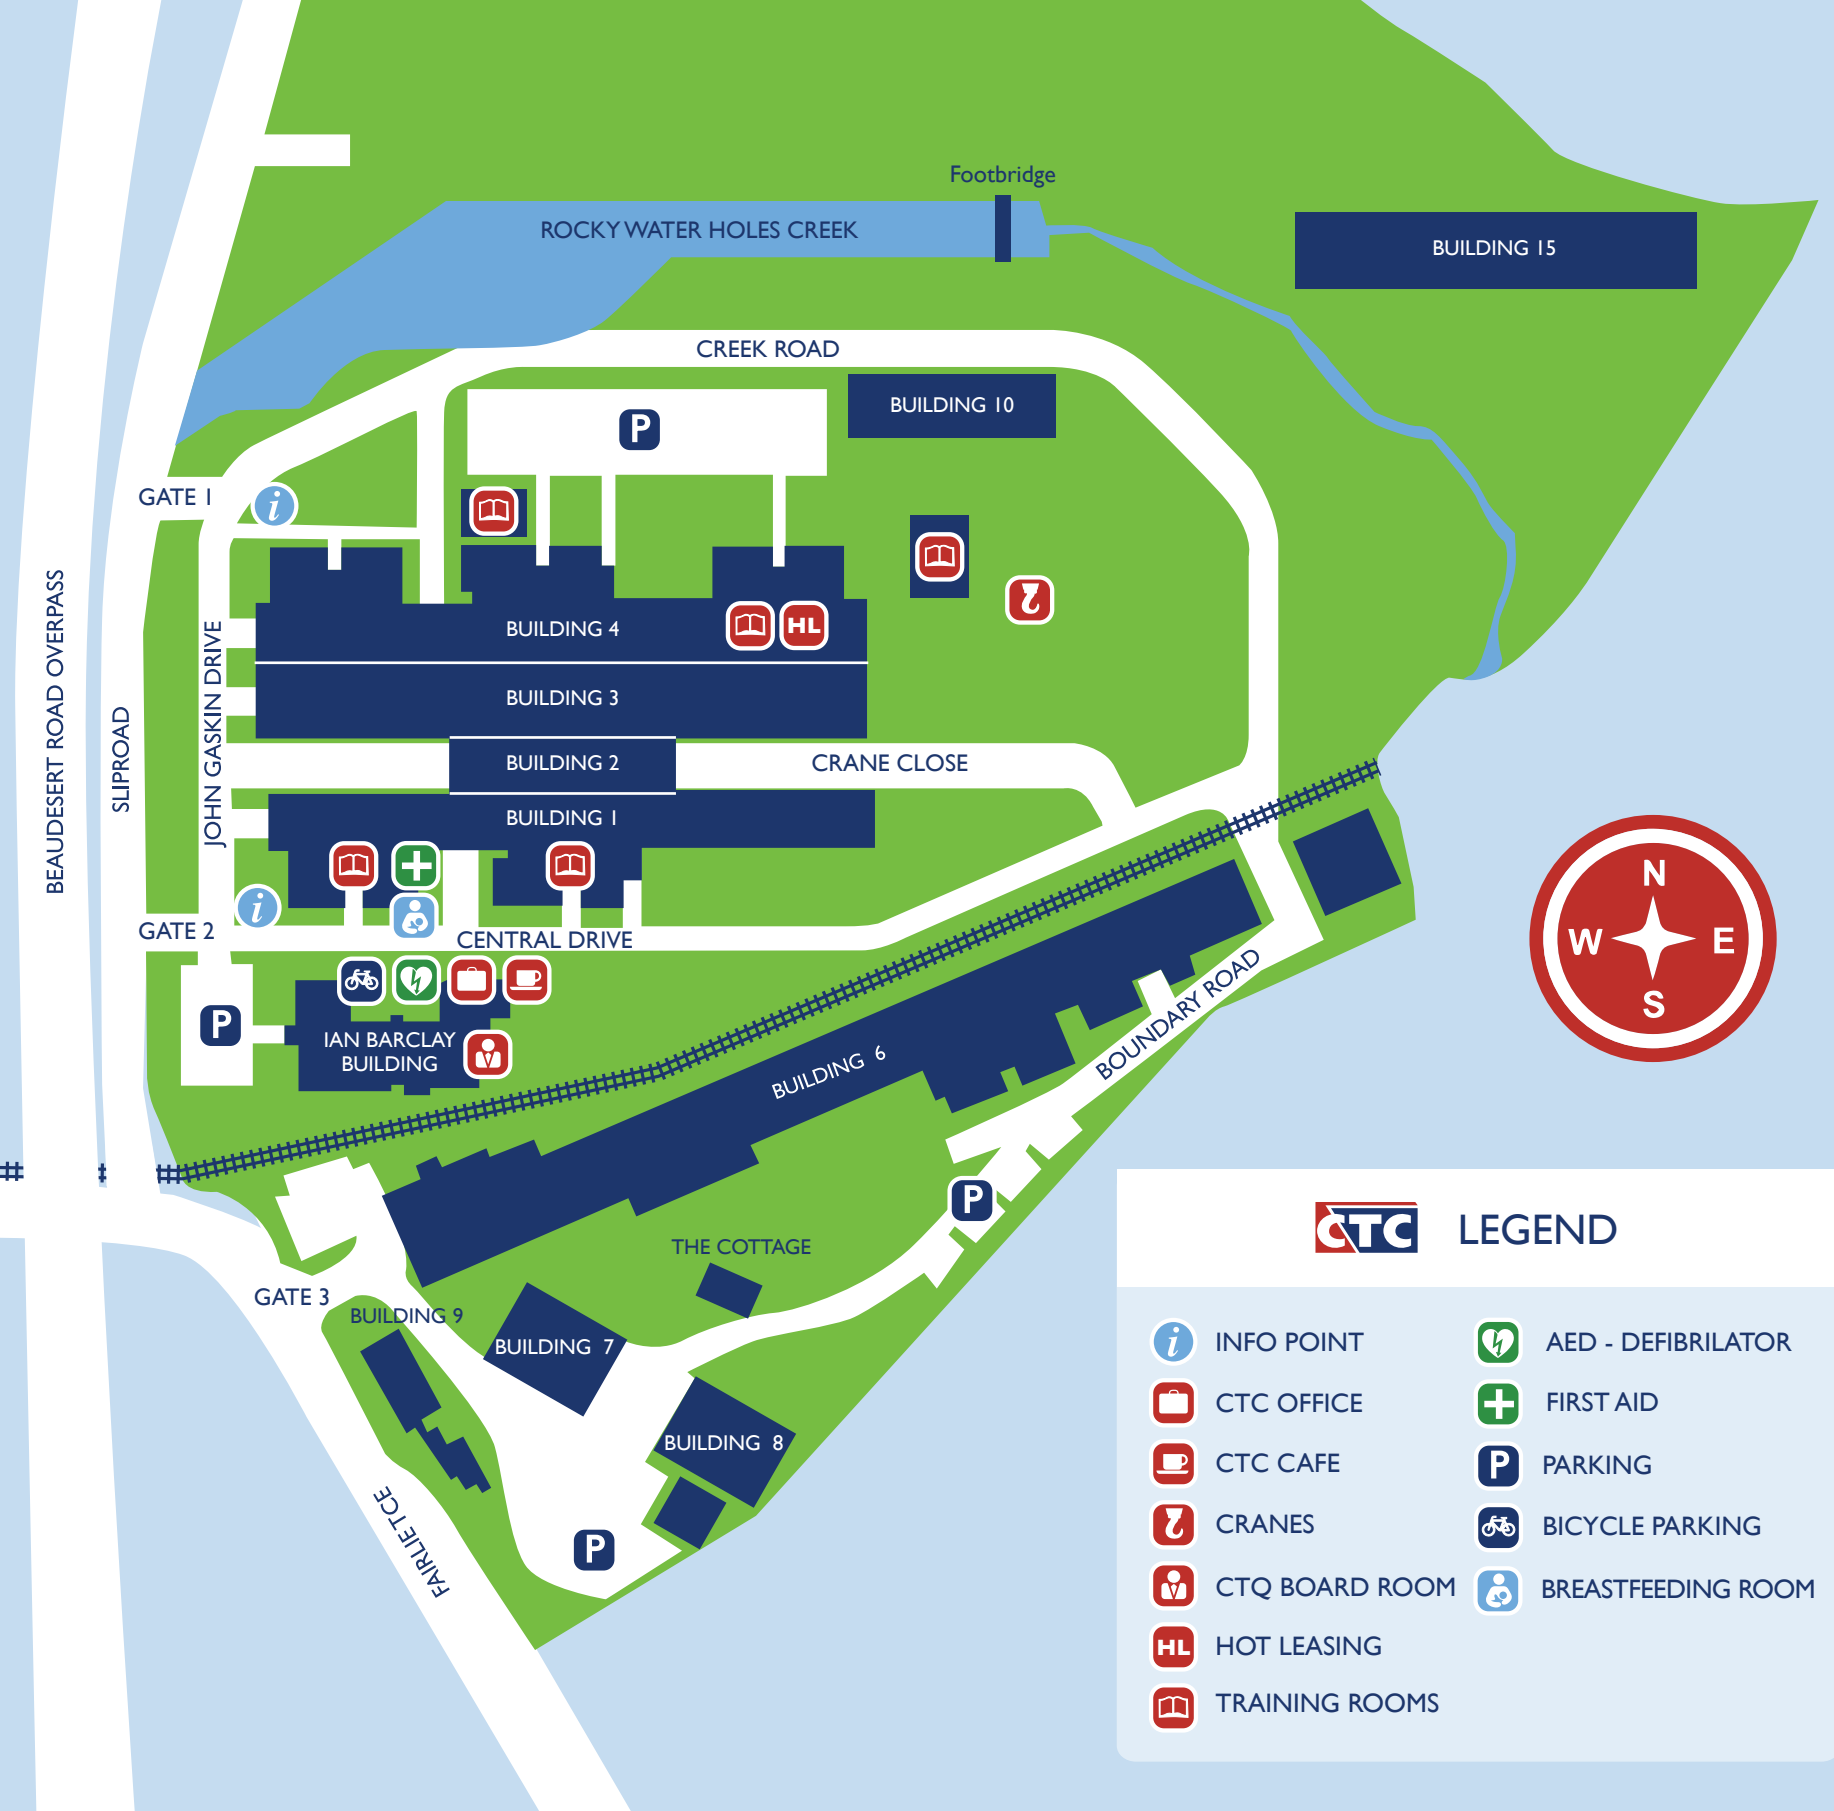 Footbridge
ROCKY WATER HOLES CREEK
BUILDING 15
CREEK ROAD
BUILDING 10
P
GATE 1
i
BUILDING 4
HL
BUILDING 3
BUILDING 2
CRANE CLOSE
BUILDING 1
BEAUDESERT ROAD OVERPASS
SLIPROAD
JOHN GASKIN DRIVE
i
GATE 2
CENTRAL DRIVE
P
IAN BARCLAY
BUILDING
BUILDING 6
BOUNDARY ROAD
N
W
E
S
P
THE COTTAGE
GATE 3
BUILDING 9
BUILDING 7
BUILDING 8
FAIRLIE TCE
P
CTC LEGEND
i INFO POINT
CTC OFFICE
CTC CAFE
CRANES
CTQ BOARD ROOM
HL HOT LEASING
TRAINING ROOMS
AED - DEFIBRILATOR
FIRST AID
P PARKING
BICYCLE PARKING
BREASTFEEDING ROOM